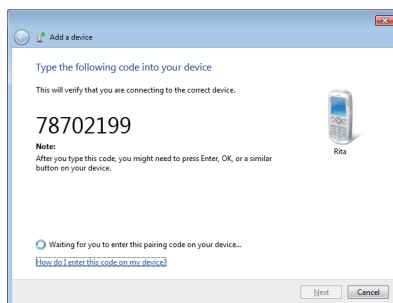 Add a device
Type the following code into your device
This will verify that you are connecting to the correct device.
78702199
Note:
After you type this code, you might need to press Enter, OK, or a similar
button on your device.
Rita
Waiting for you to enter this pairing code on your device...
How do I enter this code on my device?
Next Cancel